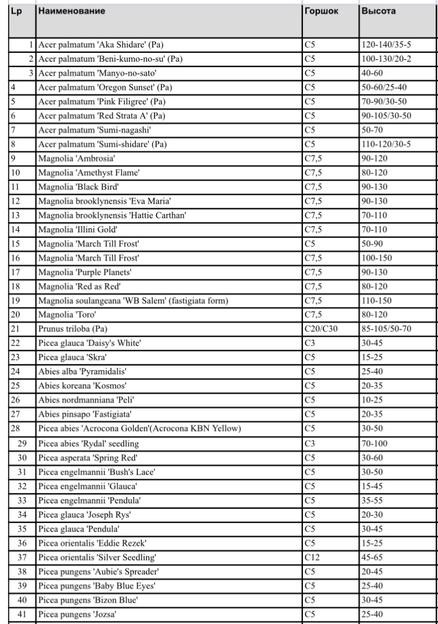 Lp Наименование Горшок Высота
1 Acer palmatum 'Aka Shidare' (Pa) C5 120-140/35-5
2 Acer palmatum 'Beni-kumo-no-su' (Pa) C5 100-130/20-2
3 Acer palmatum 'Manyo-no-sato' C5 40-60
4 Acer palmatum 'Oregon Sunset' (Pa) C5 50-60/25-40
5 Acer palmatum 'Pink Filigree' (Pa) C5 70-90/30-50
6 Acer palmatum 'Red Strata A' (Pa) C5 90-105/30-50
7 Acer palmatum 'Sumi-nagashi' C5 50-70
8 Acer palmatum 'Sumi-shidare' (Pa) C5 110-120/30-5
9 Magnolia 'Ambrosia' C7,5 90-120
10 Magnolia 'Amethyst Flame' C7,5 80-120
11 Magnolia 'Black Bird' C7,5 90-130
12 Magnolia brooklynensis 'Eva Maria' C7,5 90-130
13 Magnolia brooklynensis 'Hattie Carthan' C7,5 70-110
14 Magnolia 'Illini Gold' C7,5 70-110
15 Magnolia 'March Till Frost' C5 50-90
16 Magnolia 'March Till Frost' C7,5 100-150
17 Magnolia 'Purple Planets' C7,5 90-130
18 Magnolia 'Red as Red' C7,5 80-120
19 Magnolia soulangeana 'WB Salem' (fastigiata form) C7,5 110-150
20 Magnolia 'Toro' C7,5 80-120
21 Prunus triloba (Pa) C20/C30 85-105/50-70
22 Picea glauca 'Daisy's White' C3 30-45
23 Picea glauca 'Skra' C5 15-25
24 Abies alba 'Pyramidalis' C5 25-40
25 Abies koreana 'Kosmos' C5 20-35
26 Abies nordmanniana 'Peli' C5 10-25
27 Abies pinsapo 'Fastigiata' C5 20-35
28 Picea abies 'Acrocona Golden'(Acrocona KBN Yellow) C5 30-50
29 Picea abies 'Rydal' seedling C3 70-100
30 Picea asperata 'Spring Red' C5 30-60
31 Picea engelmannii 'Bush's Lace' C5 30-50
32 Picea engelmannii 'Glauca' C5 15-45
33 Picea engelmannii 'Pendula' C5 35-55
34 Picea glauca 'Joseph Rys' C5 20-30
35 Picea glauca 'Pendula' C5 30-45
36 Picea orientalis 'Eddie Rezek' C5 15-25
37 Picea orientalis 'Silver Seedling' C12 45-65
38 Picea pungens 'Aubie's Spreader' C5 20-45
39 Picea pungens 'Baby Blue Eyes' C5 25-40
40 Picea pungens 'Bizon Blue' C5 30-45
41 Picea pungens 'Jozsa' C5 25-40